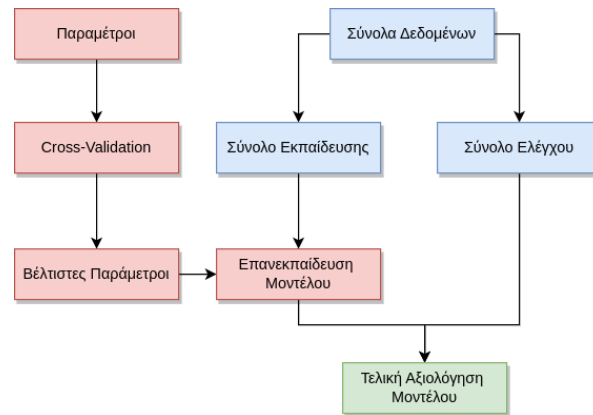 Παραμέτροι
Σύνολα Δεδομένων
Cross-Validation
Σύνολο Εκπαίδευσης
Σύνολο Ελέγχου
Βέλτιστες Παράμετροι
Επανεκπαίδευση
Μοντέλου
Τελική Αξιολόγηση
Μοντέλου